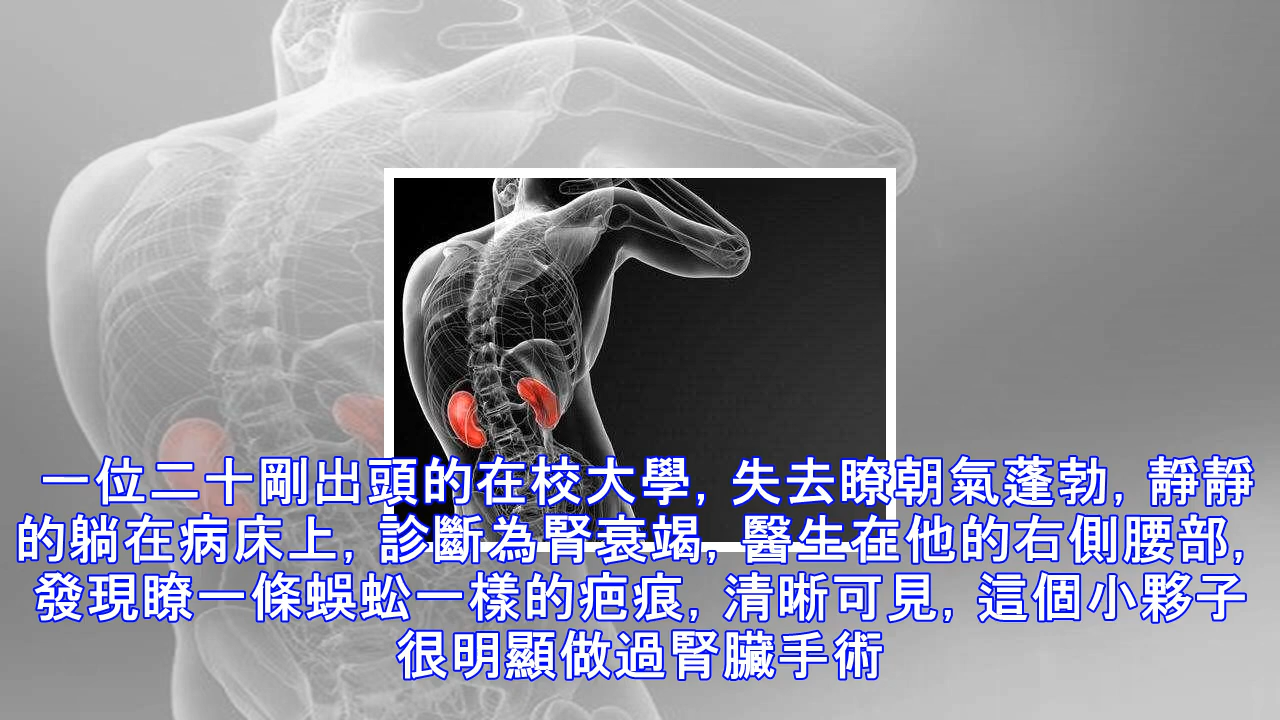 一位二十剛出頭的在校大學, 失去瞭朝氣蓬勃, 靜靜
的躺在病床上, 診斷為腎衰竭, 醫生在他的右側腰部,
發現瞭一條蜈蚣一樣的疤痕, 清晰可見, 這個小夥子
很明顯做過腎臟手術